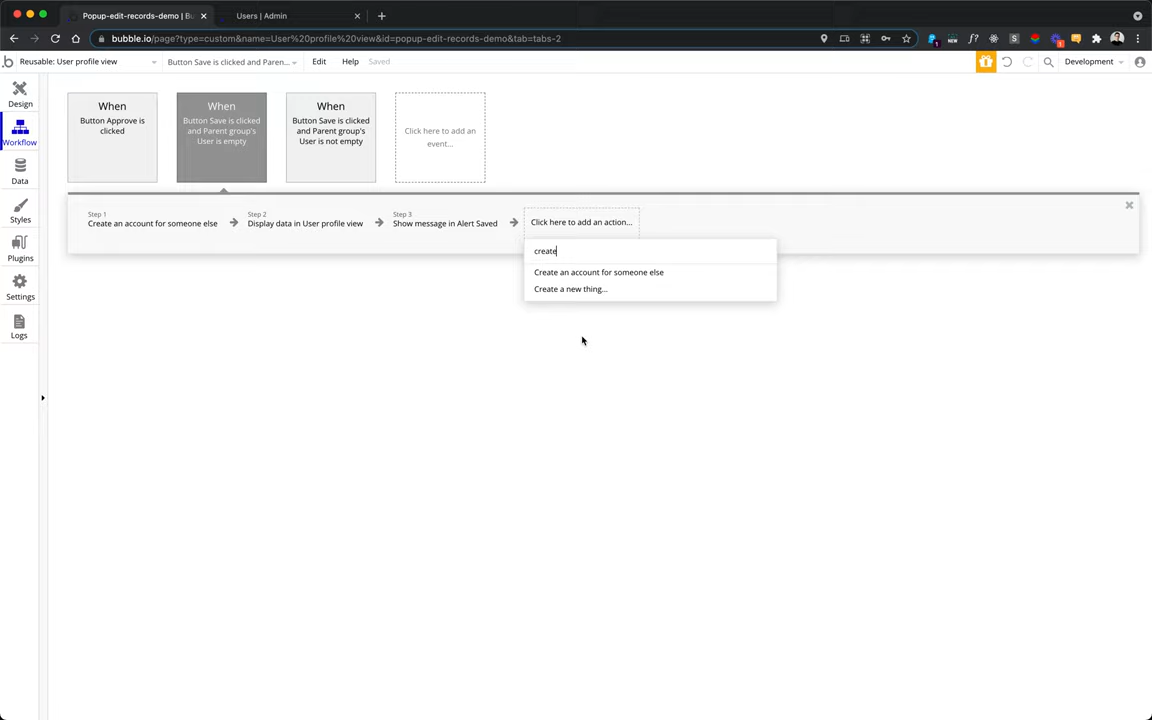 Popup-edit-records-demo | Bu
Users | Admin
bubble.io/page?type=custom&name=User%20profile%20view&id=popup-edit-records-demo&tab=tabs-2
Reusable: User profile view
Button Save is clicked and Paren...
Edit
Help
Saved
Development
Design
Workflow
Data
Styles
Plugins
Settings
Logs
When
Button Approve is
clicked
When
Button Save is clicked
and Parent group's
User is empty
When
Button Save is clicked
and Parent group's
User is not empty
Click here to add an
event...
Step 1
Create an account for someone else
Step 2
Display data in User profile view
Step 3
Show message in Alert Saved
Click here to add an action...
create
Create an account for someone else
Create a new thing...